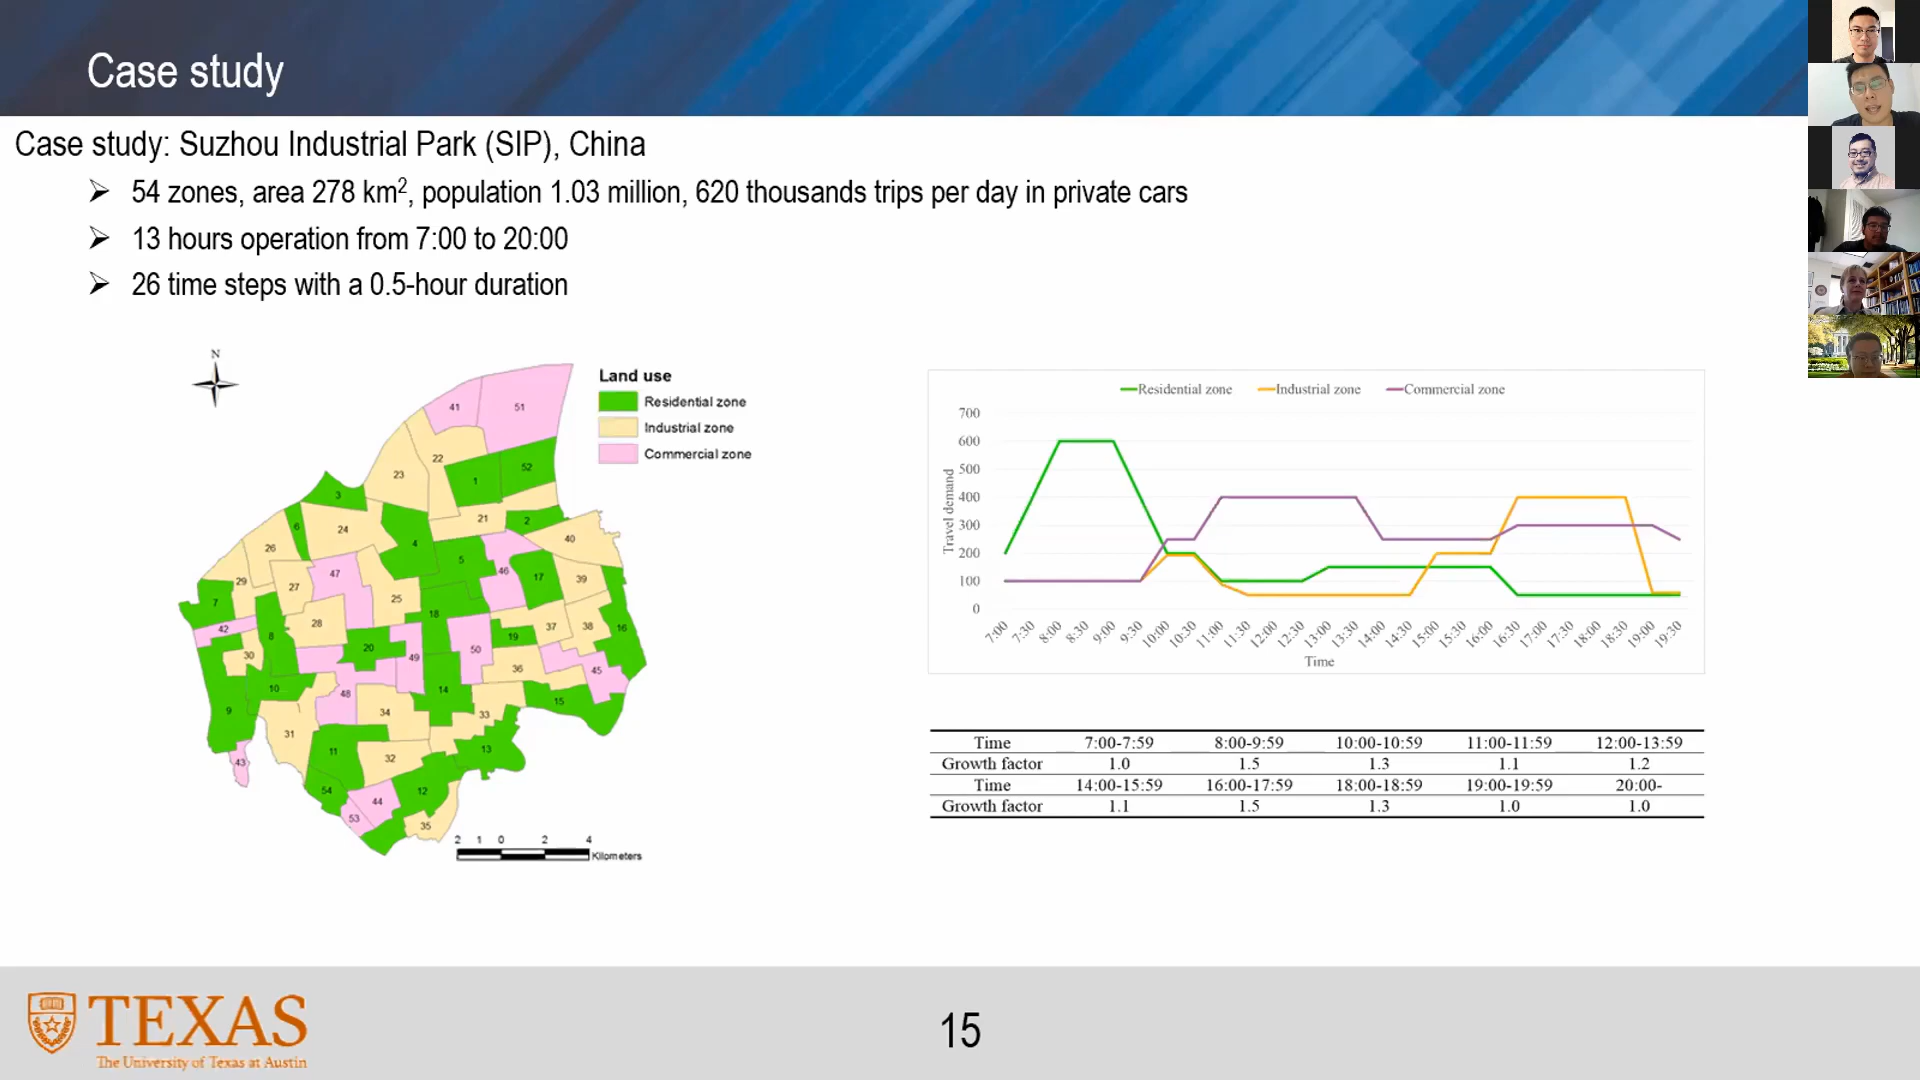 Case study
Case study: Suzhou Industrial Park (SIP), China
➢ 54 zones, area 278 km², population 1.03 million, 620 thousands trips per day in private cars
➢ 13 hours operation from 7:00 to 20:00
➢ 26 time steps with a 0.5-hour duration
N
Land use
Residential zone
Industrial zone
Commercial zone
41
51
22
23
52
1
3
21
2
6
24
4
40
26
5
47
46
17
39
29
27
25
7
18
28
42
8
37
38
16
19
20
30
49
50
36
45
10
48
14
15
9
34
33
31
11
13
32
43
54
12
44
53
35
2 1 0 2 4
Kilometers
Residential zone Industrial zone Commercial zone
700
600
500
400
300
200
100
0
Travel demand
7:00 7:30 8:00 8:30 9:00 9:30 10:00 10:30 11:00 11:30 12:00 12:30 13:00 13:30 14:00 14:30 15:00 15:30 16:00 16:30 17:00 17:30 18:00 18:30 19:00 19:30
Time
Time 7:00-7:59 8:00-9:59 10:00-10:59 11:00-11:59 12:00-13:59
Growth factor 1.0 1.5 1.3 1.1 1.2
Time 14:00-15:59 16:00-17:59 18:00-18:59 19:00-19:59 20:00-
Growth factor 1.1 1.5 1.3 1.0 1.0
TEXAS
The University of Texas at Austin
15